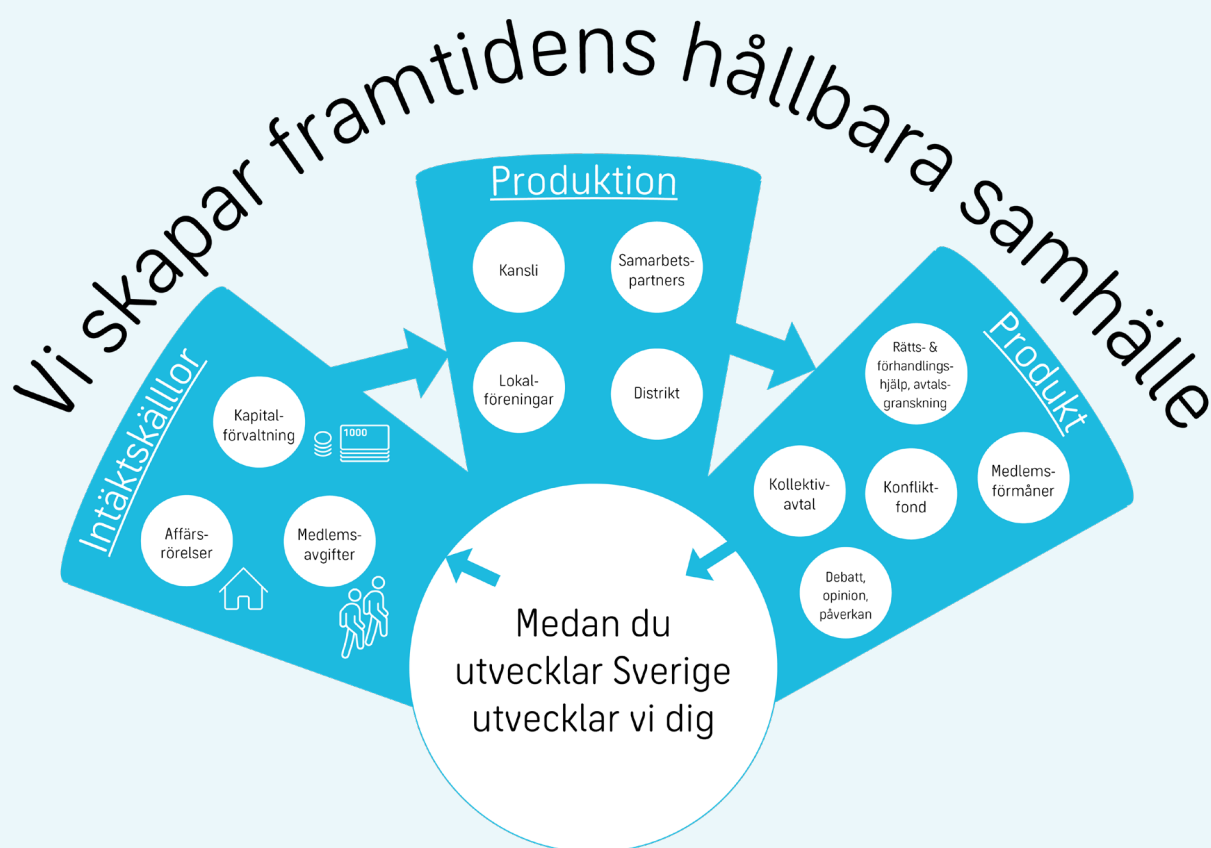 Vi skapar framtidens hållbara samhälle
Intäktskälllor
Kapital-
förvaltning
1000
Affärs-
rörelser
Medlems-
avgifter
Produktion
Kansli
Samarbets-
partners
Lokal-
föreningar
Distrikt
Produkt
Rätts- &
förhandlings-
hjälp, avtals-
granskning
Kollektiv-
avtal
Konflikt-
fond
Medlems-
förmåner
Debatt,
opinion,
påverkan
Medan du
utvecklar Sverige
utvecklar vi dig